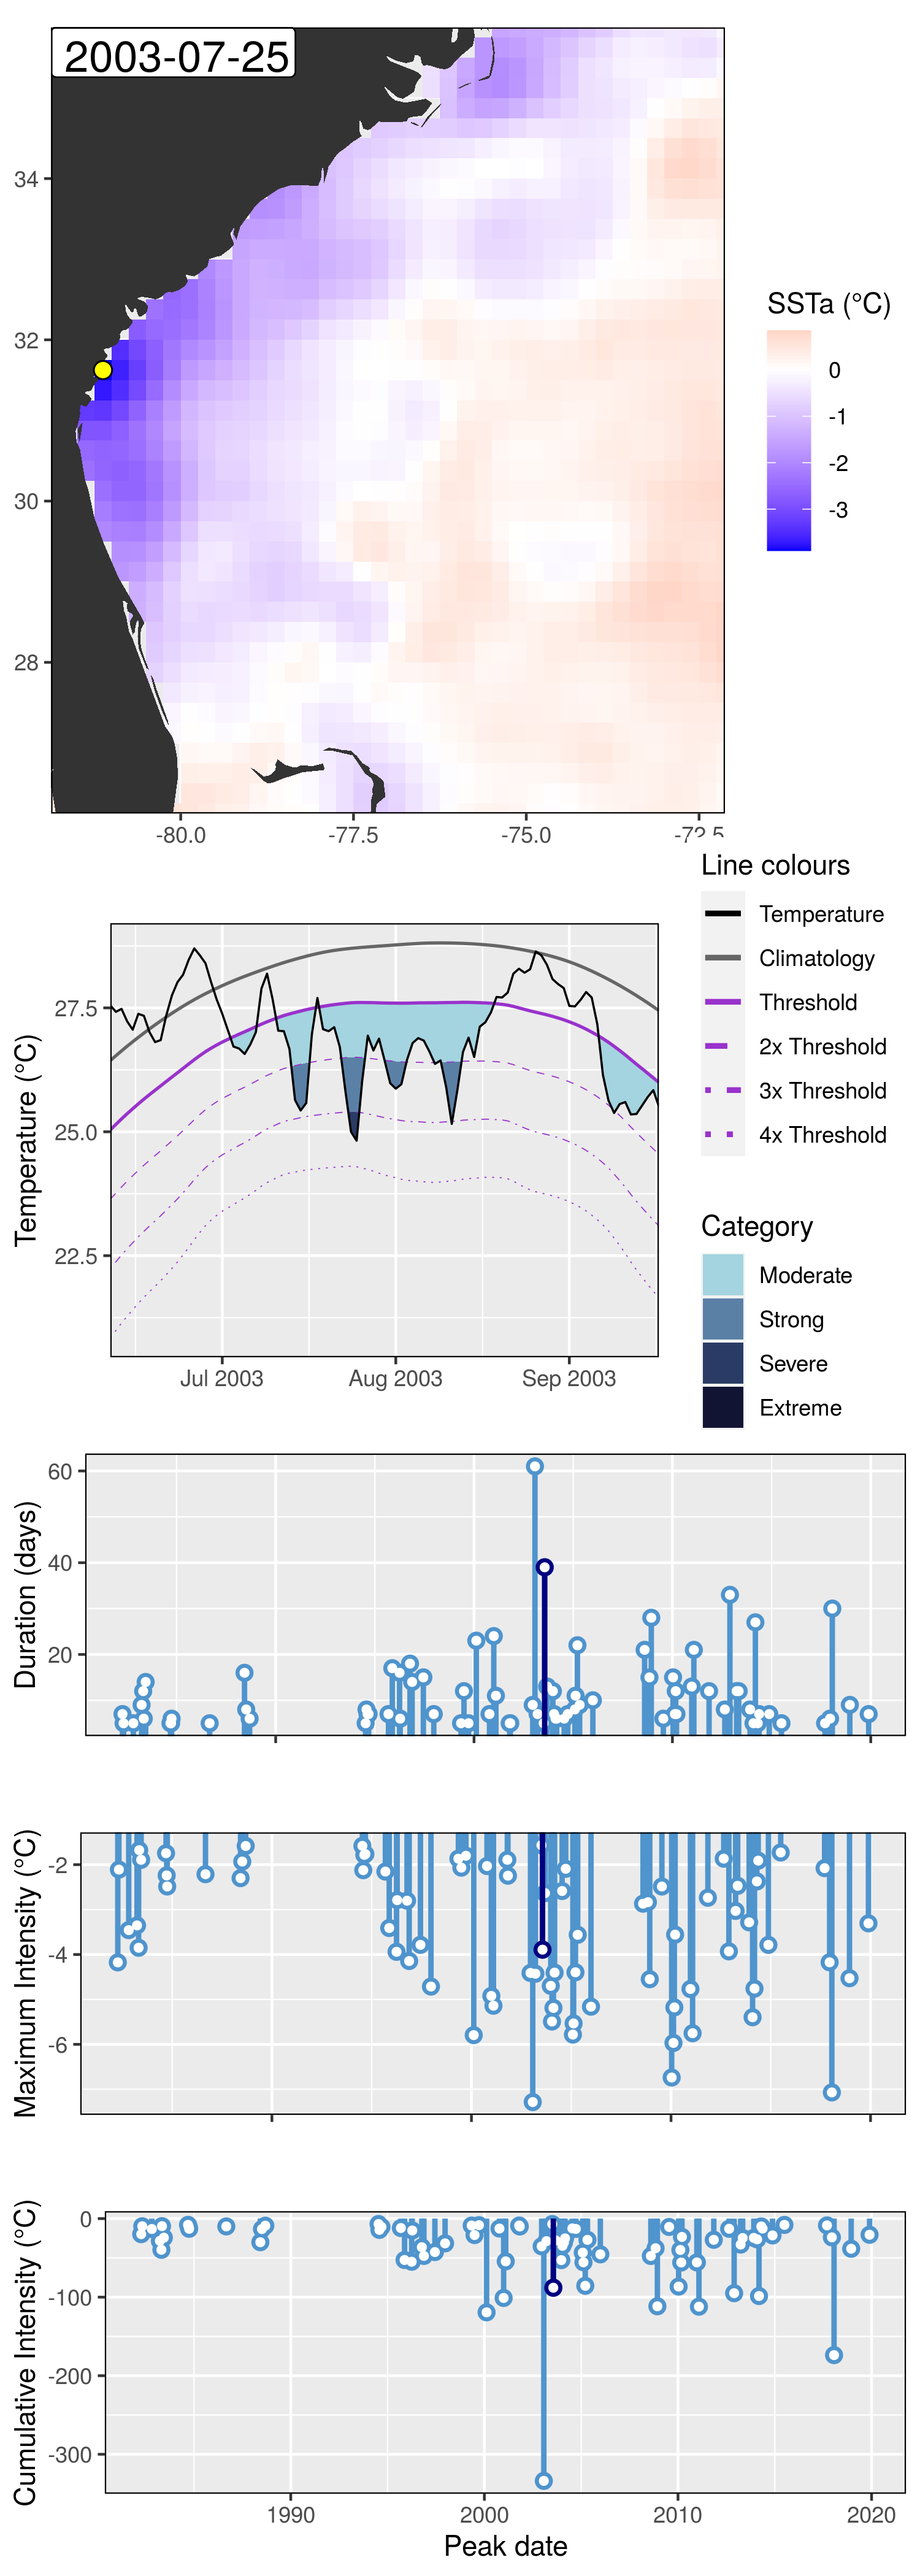 2003-07-25
34
32
30
28
-80.0
-77.5
-75.0
-72.5
SSTa (°C)
0
-1
-2
-3
Line colours
Temperature
Climatology
Threshold
2x Threshold
3x Threshold
4x Threshold
Category
Moderate
Strong
Severe
Extreme
Temperature (°C)
27.5
25.0
22.5
Jul 2003
Aug 2003
Sep 2003
Duration (days)
60
40
20
Maximum Intensity (°C)
-2
-4
-6
Cumulative Intensity (°C)
0
-100
-200
-300
1990
2000
2010
2020
Peak date